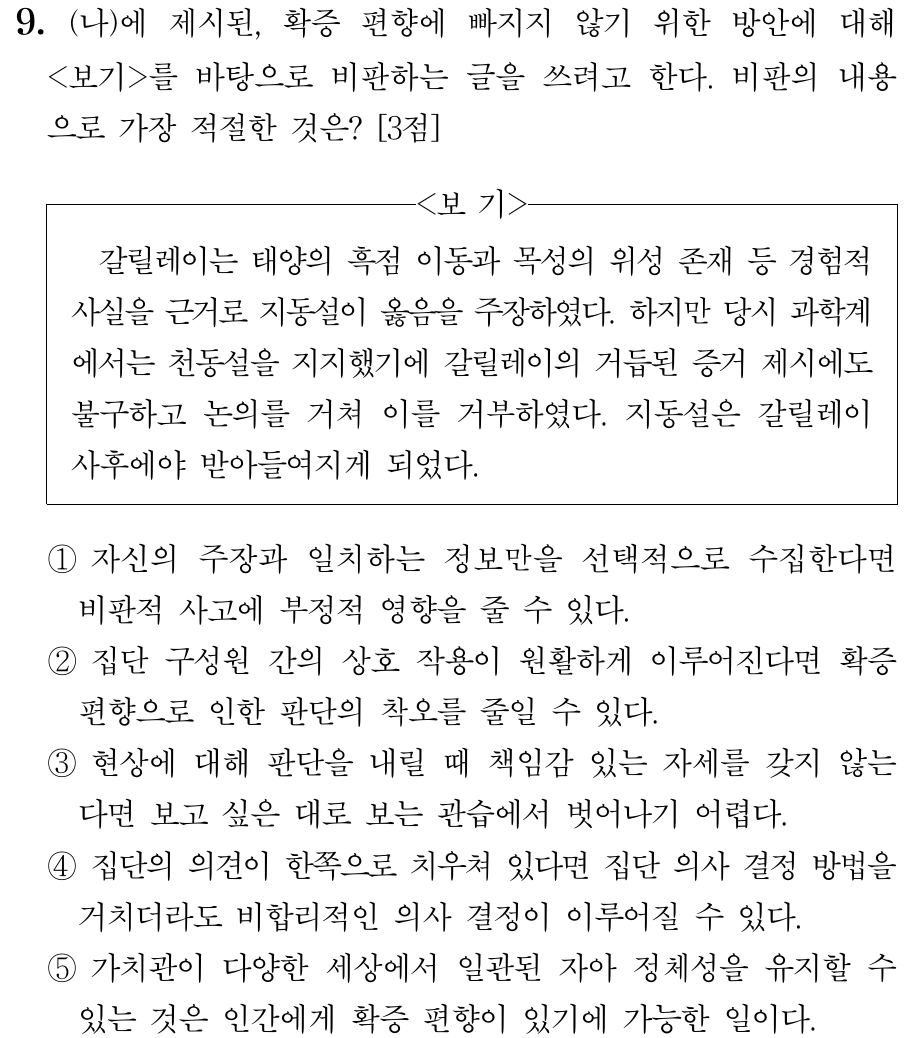 9. (나)에 제시된, 확증 편향에 빠지지 않기 위한 방안에 대해
<보기>를 바탕으로 비판하는 글을 쓰려고 한다. 비판의 내용
으로 가장 적절한 것은? [3점]
<보 기>
갈릴레이는 태양의 흑점 이동과 목성의 위성 존재 등 경험적
사실을 근거로 지동설이 옳음을 주장하였다. 하지만 당시 과학계
에서는 천동설을 지지했기에 갈릴레이의 거듭된 증거 제시에도
불구하고 논의를 거쳐 이를 거부하였다. 지동설은 갈릴레이
사후에야 받아들여지게 되었다.
① 자신의 주장과 일치하는 정보만을 선택적으로 수집한다면
비판적 사고에 부정적 영향을 줄 수 있다.
② 집단 구성원 간의 상호 작용이 원활하게 이루어진다면 확증
편향으로 인한 판단의 착오를 줄일 수 있다.
③ 현상에 대해 판단을 내릴 때 책임감 있는 자세를 갖지 않는
다면 보고 싶은 대로 보는 관습에서 벗어나기 어렵다.
④ 집단의 의견이 한쪽으로 치우쳐 있다면 집단 의사 결정 방법을
거치더라도 비합리적인 의사 결정이 이루어질 수 있다.
⑤ 가치관이 다양한 세상에서 일관된 자아 정체성을 유지할 수
있는 것은 인간에게 확증 편향이 있기에 가능한 일이다.